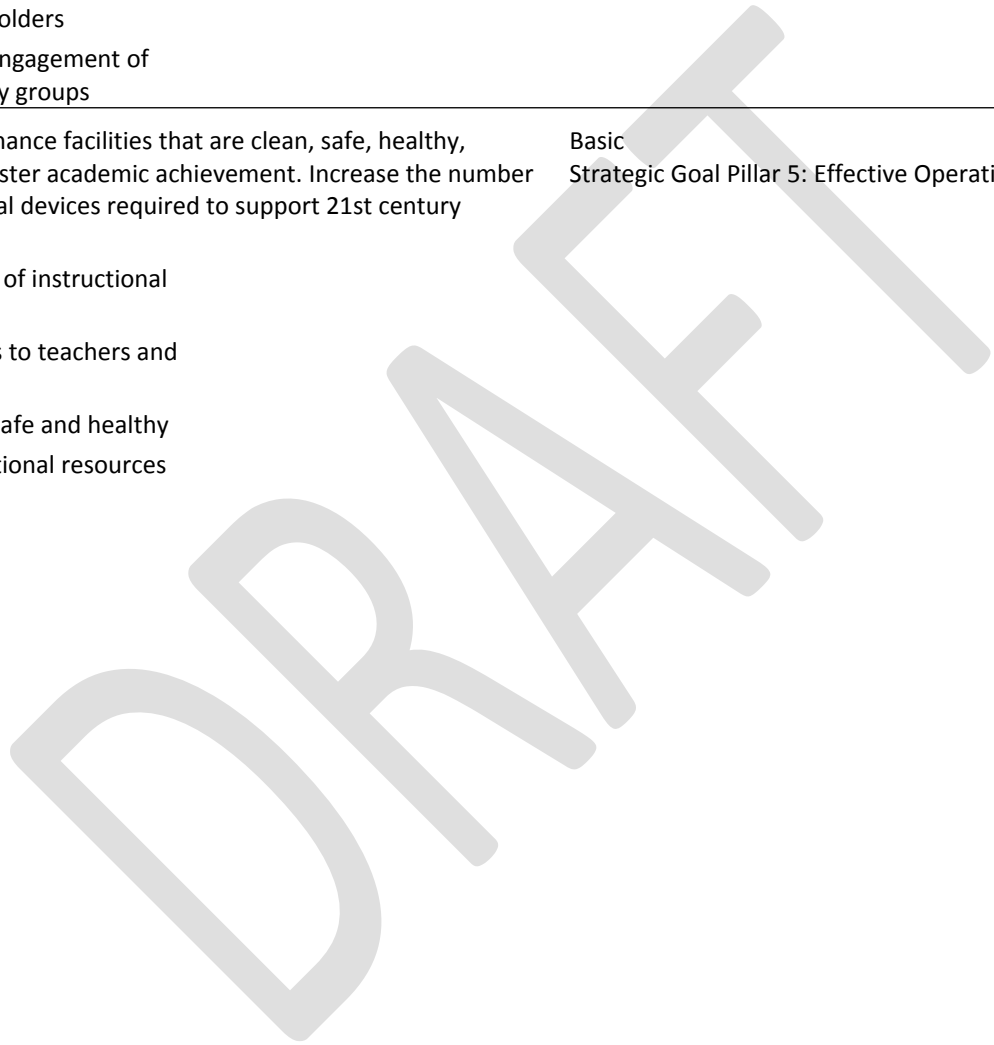 olders
ngagement of
y groups
nance facilities that are clean, safe, healthy,
Basic
ster academic achievement. Increase the number
Strategic Goal Pillar 5: Effective Operati
al devices required to support 21st century
of instructional
s to teachers and
afe and healthy
tional resources
DRAFT